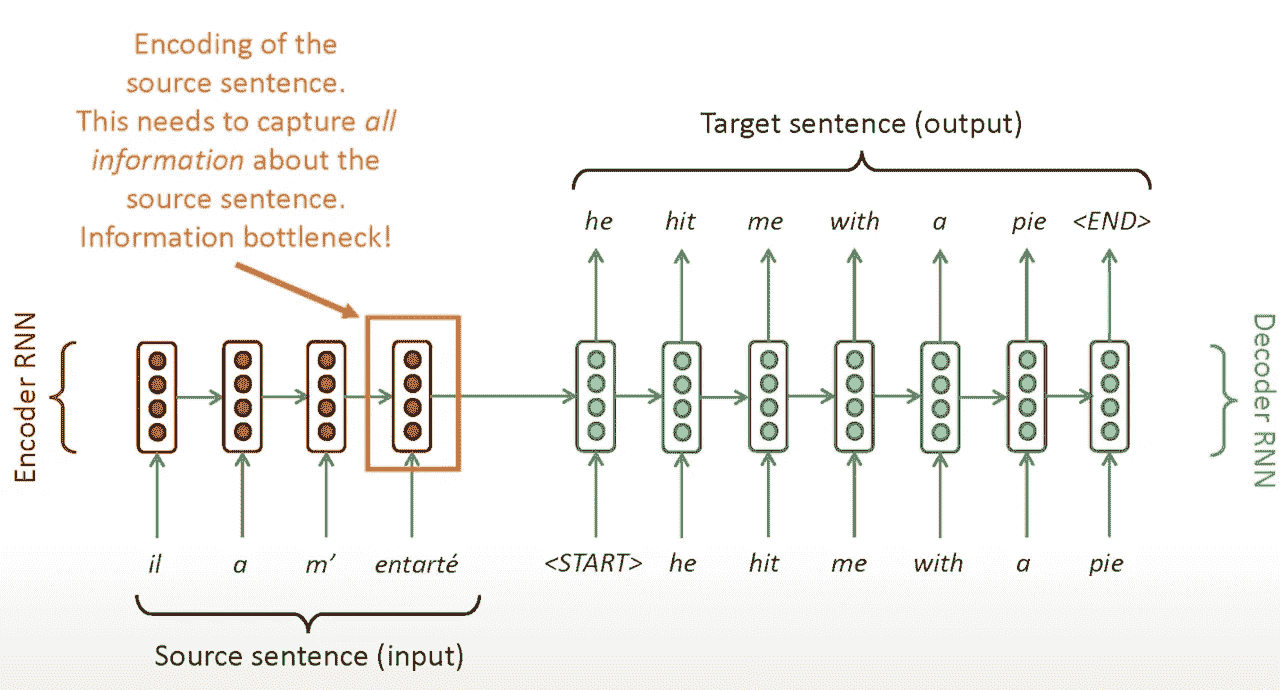 Encoding of the
source sentence.
This needs to capture all
information about the
source sentence.
Information bottleneck!
Target sentence (output)
he hit me with a pie <END>
Encoder RNN
Decoder RNN
il a m’ entarté <START> he hit me with a pie
Source sentence (input)